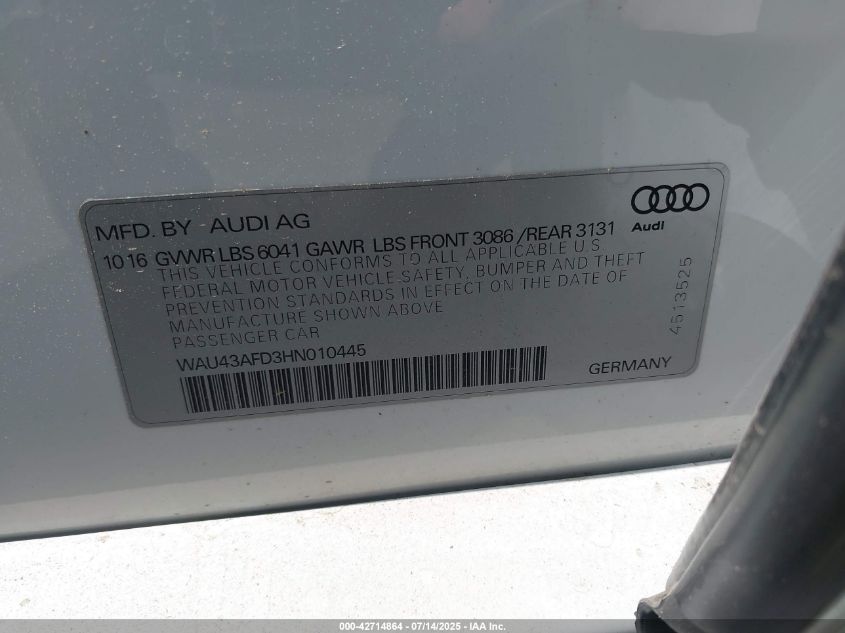 MFD. BY AUDI AG
Audi
10 16 GVWR LBS 6041 GAWR LBS FRONT 3086 /REAR 3131
THIS VEHICLE CONFORMS TO ALL APPLICABLE U.S
FEDERAL MOTOR VEHICLE SAFETY, BUMPER AND THEFT
PREVENTION STANDARDS IN EFFECT ON THE DATE OF
MANUFACTURE SHOWN ABOVE
PASSENGER CAR
4513525
WAU43AFD3HN010445
GERMANY
000-42714864 - 07/14/2025 - IAA Inc.